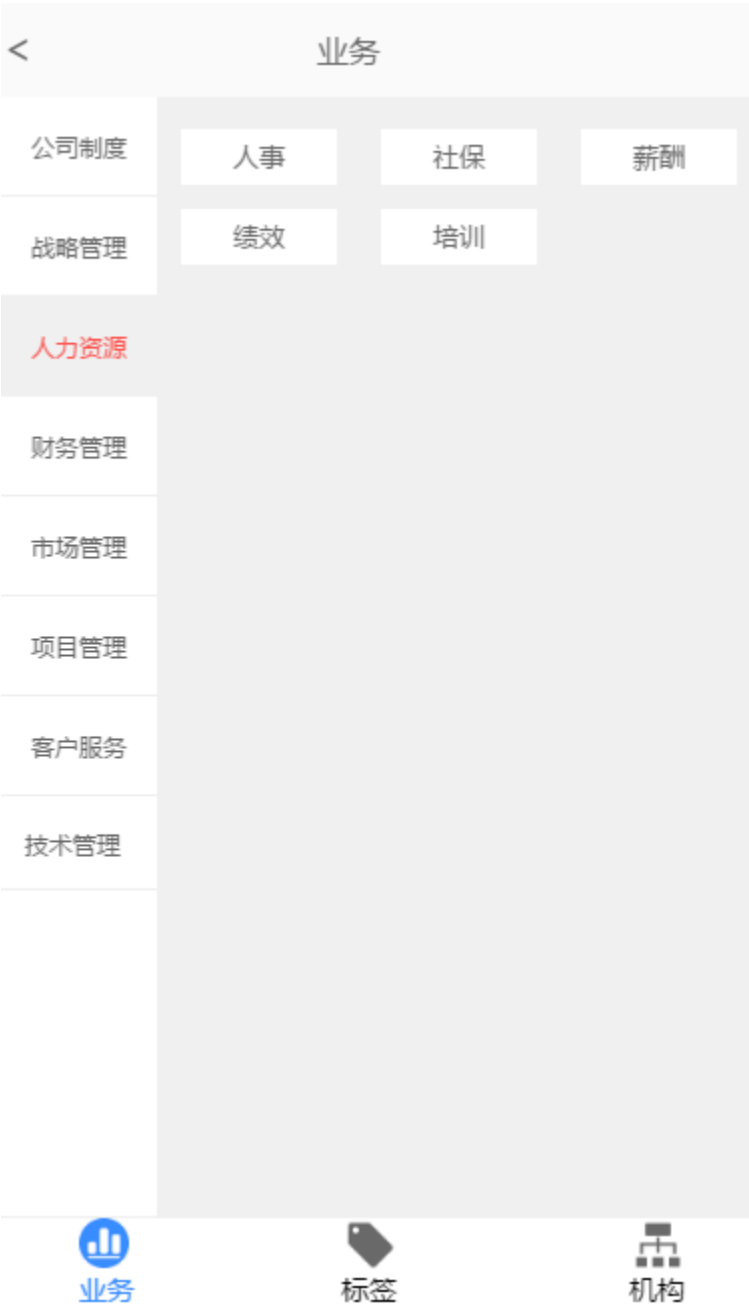 <
业务
公司制度
战略管理
人力资源
财务管理
市场管理
项目管理
客户服务
技术管理
人事 社保 薪酬
绩效 培训
业务 标签 机构